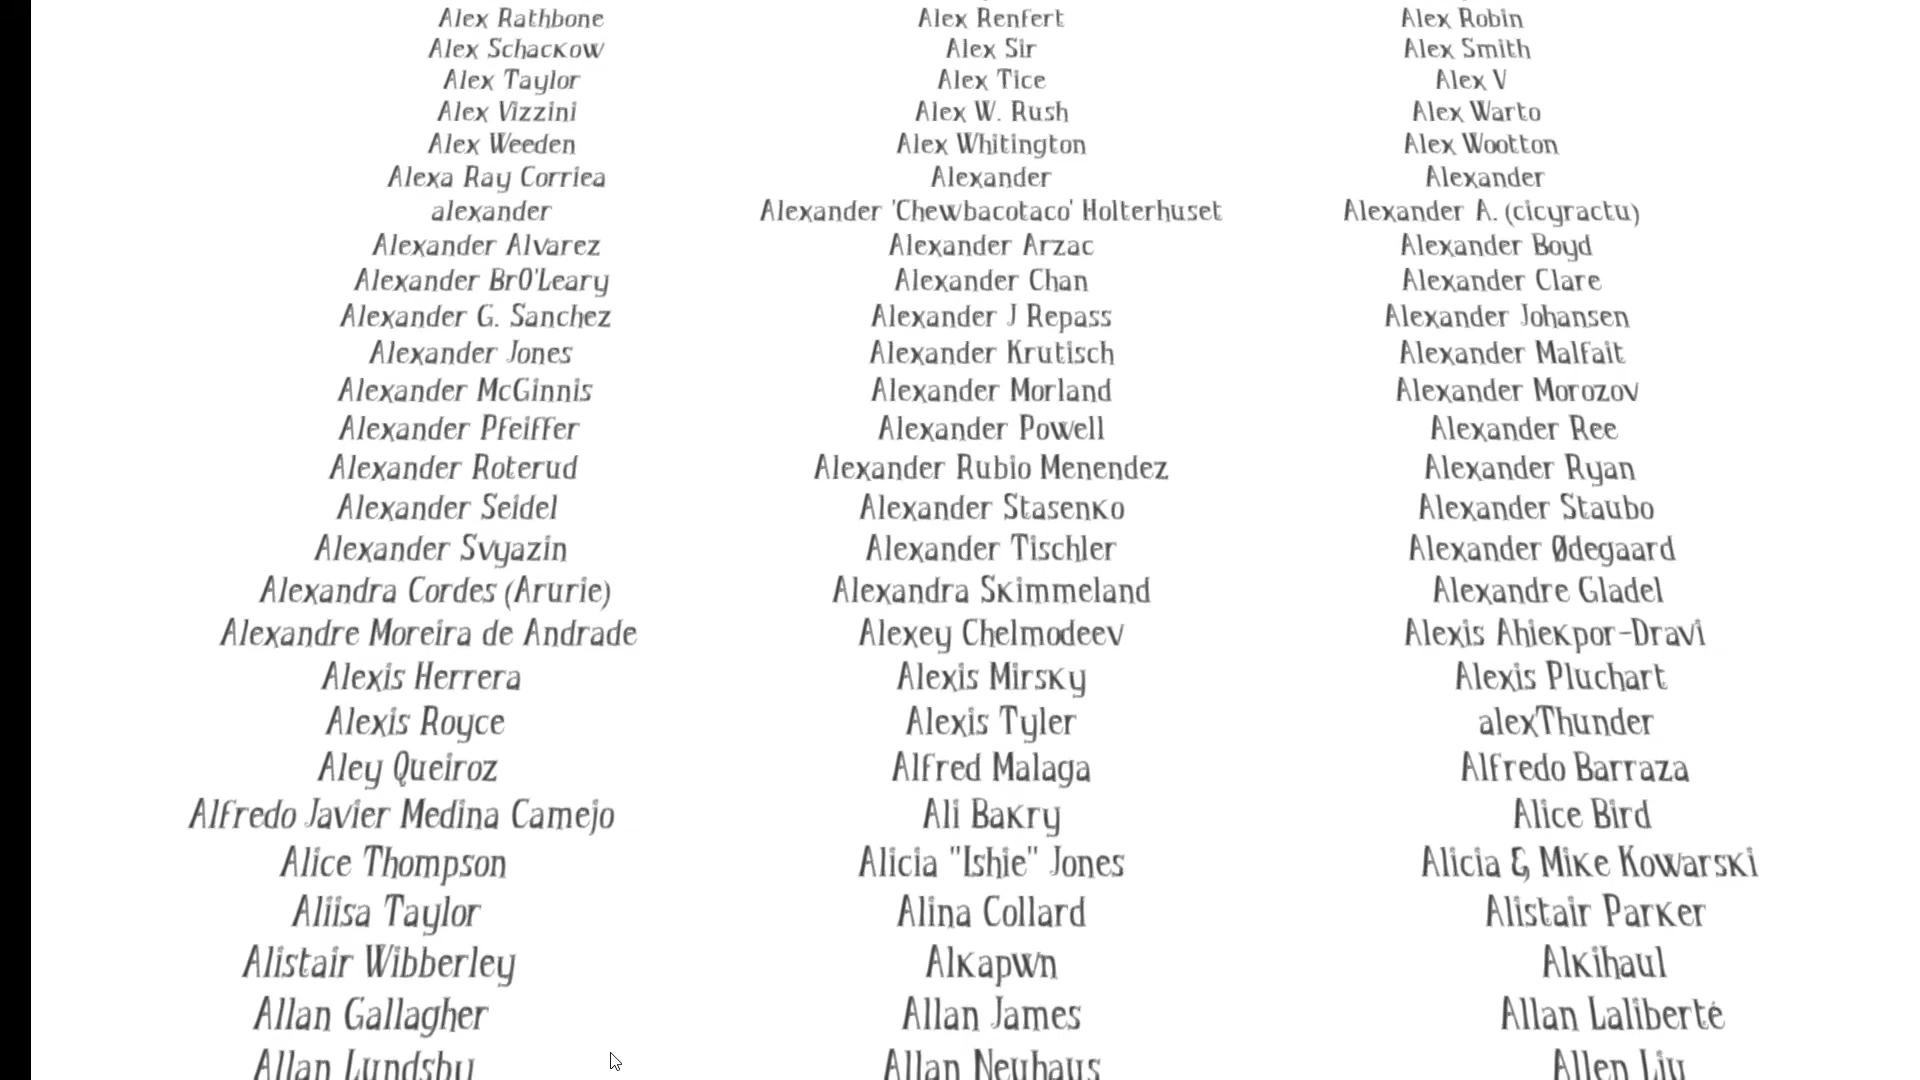 Alex Rathbone Alex Renfert Alex Robin
Alex Schackow Alex Sir Alex Smith
Alex Taylor Alex Tice Alex V
Alex Vizzini Alex W. Rush Alex Warto
Alex Weeden Alex Whitington Alex Wootton
Alexa Ray Corriea Alexander Alexander
alexander Alexander 'Chewbacotaco' Holterhuset Alexander A. (cicyractu)
Alexander Alvarez Alexander Arzac Alexander Boyd
Alexander BrO'Leary Alexander Chan Alexander Clare
Alexander G. Sanchez Alexander J Repass Alexander Johansen
Alexander Jones Alexander Krutisch Alexander Malfait
Alexander McGinnis Alexander Morland Alexander Morozov
Alexander Pfeiffer Alexander Powell Alexander Ree
Alexander Roterud Alexander Rubio Menendez Alexander Ryan
Alexander Seidel Alexander Stasenko Alexander Staubo
Alexander Svyazin Alexander Tischler Alexander Ødegaard
Alexandra Cordes (Arurie) Alexandra Skimmeland Alexandre Gladel
Alexandre Moreira de Andrade Alexey Chelmodeev Alexis Ahiekpor-Dravi
Alexis Herrera Alexis Mirsky Alexis Pluchart
Alexis Royce Alexis Tyler alexThunder
Aley Queiroz Alfred Malaga Alfredo Barraza
Alfredo Javier Medina Camejo Ali Bakry Alice Bird
Alice Thompson Alicia "Ishie" Jones Alicia & Mike Kowarski
Aliisa Taylor Alina Collard Alistair Parker
Alistair Wibberley Alkapwn Alkihaul
Allan Gallagher Allan James Allan Laliberté
Allan Lundsby Allan Neuhaus Allen Liu